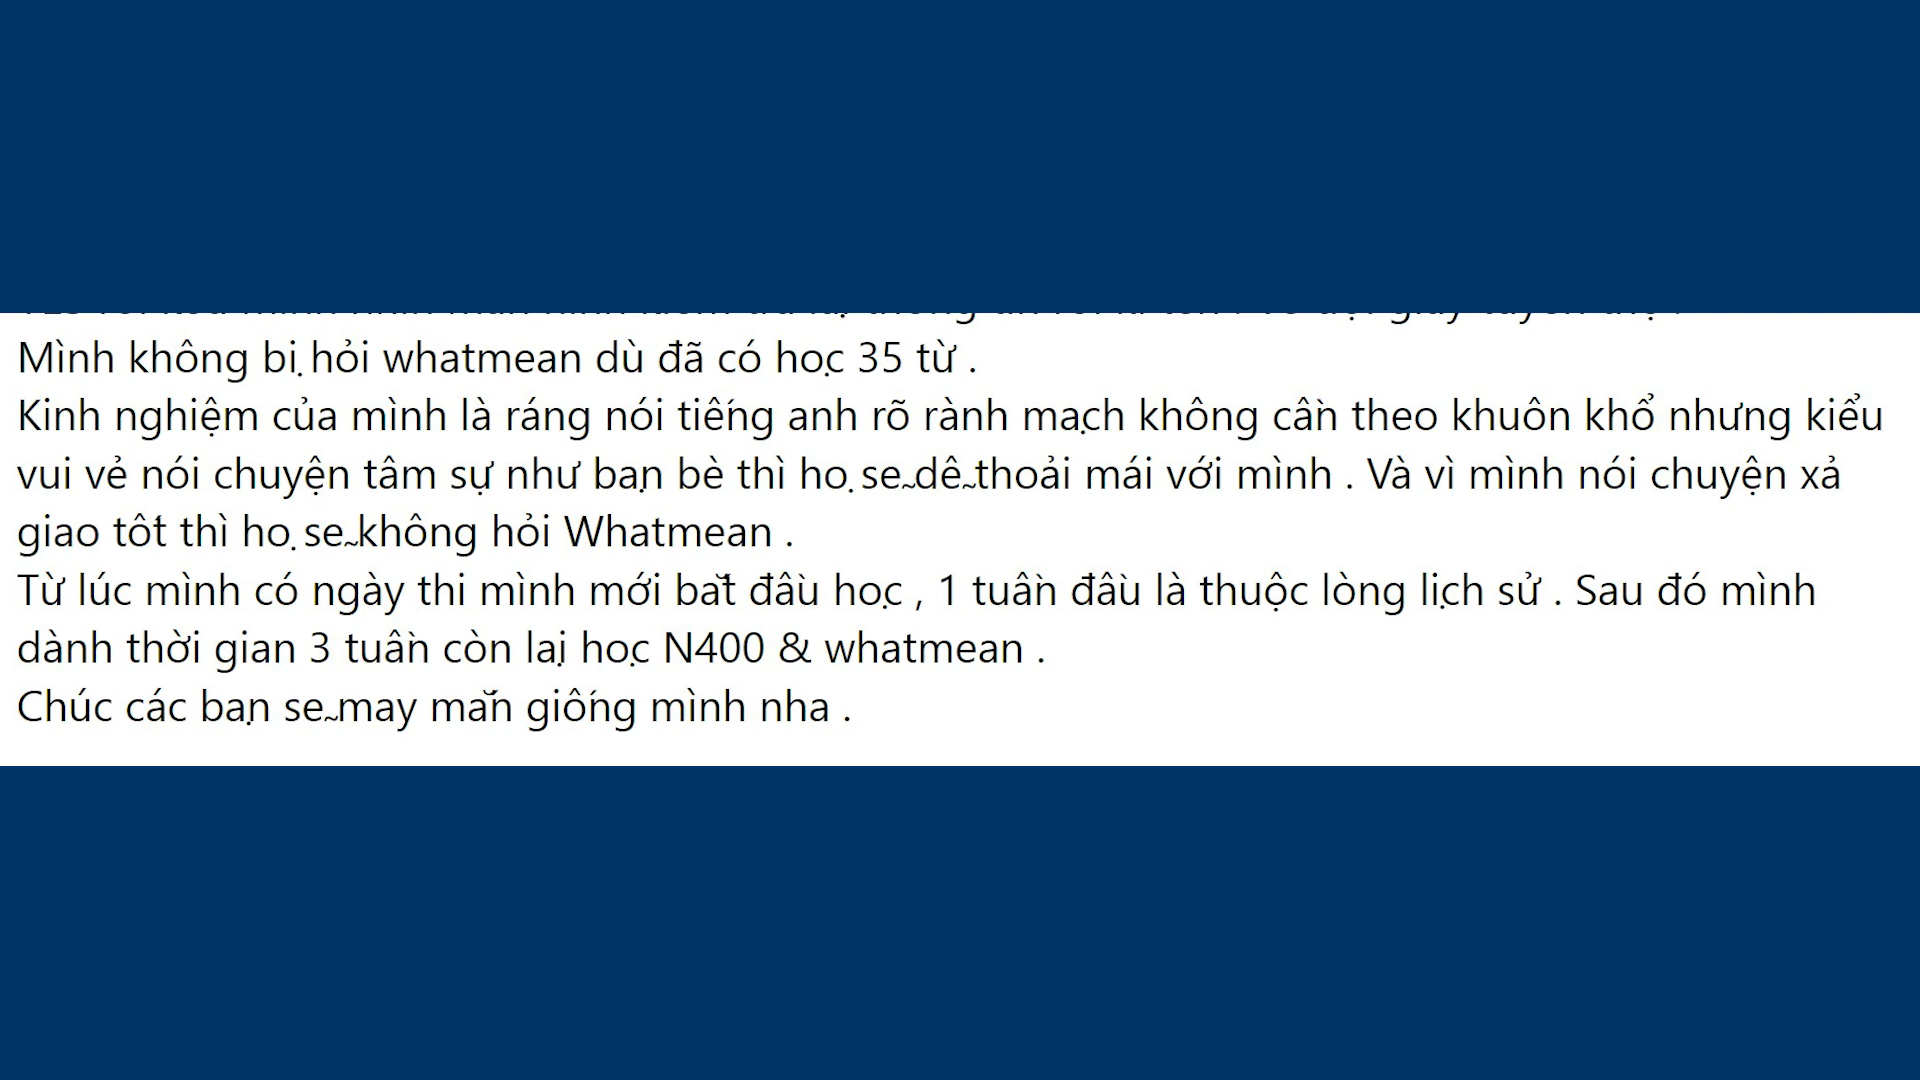 Mình không bị hỏi whatmean dù đã có học 35 từ .
Kinh nghiệm của mình là ráng nói tiếng anh rõ rành mạch không cần theo khuôn khổ nhưng kiểu
vui vẻ nói chuyện tâm sự như bạn bè thì họ sẽ dễ thoải mái với mình . Và vì mình nói chuyện xả
giao tốt thì họ sẽ không hỏi Whatmean .
Từ lúc mình có ngày thi mình mới bắt đầu học , 1 tuần đầu là thuộc lòng lịch sử . Sau đó mình
dành thời gian 3 tuần còn lại học N400 & whatmean .
Chúc các bạn sẽ may mắn giống mình nha .